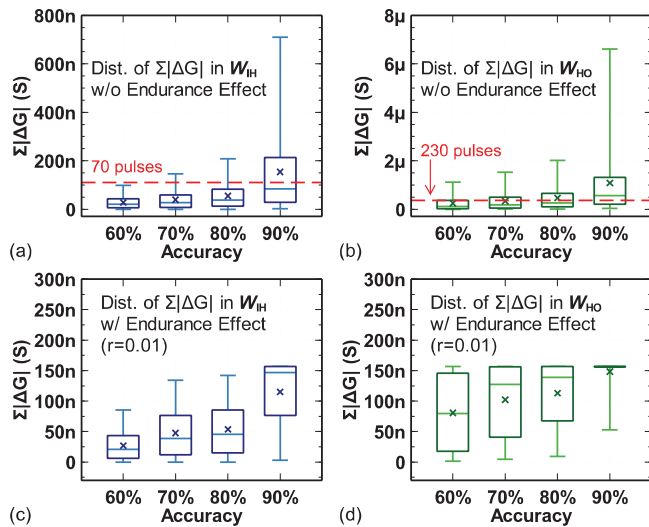 800n
600n
400n
200n
0
Σ|ΔG| (S)
Dist. of Σ|ΔG| in W_IH
w/o Endurance Effect
70 pulses
60% 70% 80% 90%
Accuracy
(a)
8µ
6µ
4µ
2µ
0
Σ|ΔG| (S)
Dist. of Σ|ΔG| in W_HO
w/o Endurance Effect
230 pulses
60% 70% 80% 90%
Accuracy
(b)
300n
250n
200n
150n
100n
50n
0
Σ|ΔG| (S)
Dist. of Σ|ΔG| in W_IH
w/ Endurance Effect
(r=0.01)
60% 70% 80% 90%
Accuracy
(c)
300n
250n
200n
150n
100n
50n
0
Σ|ΔG| (S)
Dist. of Σ|ΔG| in W_HO
w/ Endurance Effect
(r=0.01)
60% 70% 80% 90%
Accuracy
(d)